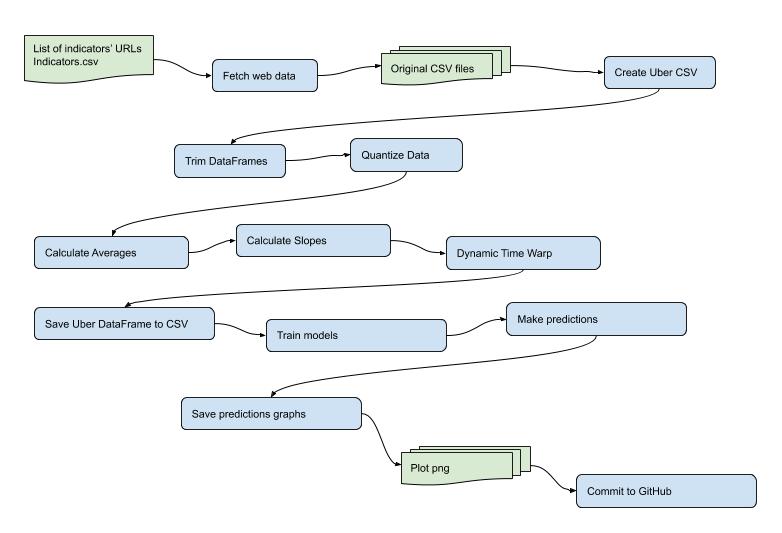 List of indicators' URLs
Indicators.csv
Fetch web data
Original CSV files
Create Uber CSV
Trim DataFrames
Quantize Data
Calculate Averages
Calculate Slopes
Dynamic Time Warp
Save Uber DataFrame to CSV
Train models
Make predictions
Save predictions graphs
Plot png
Commit to GitHub